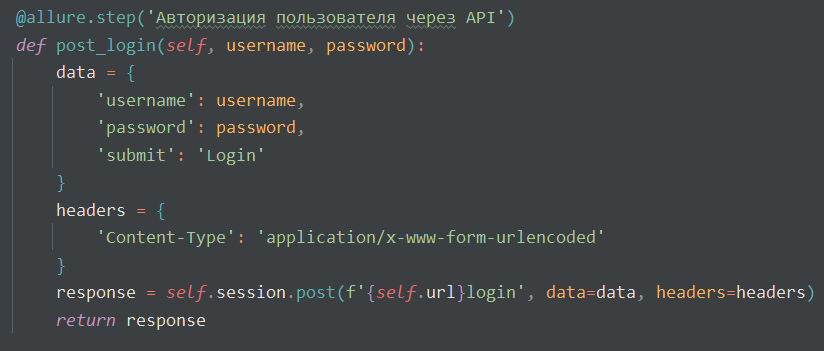 @allure.step('Авторизация пользователя через API')
def post_login(self, username, password):
    data = {
        'username': username,
        'password': password,
        'submit': 'Login'
    }
    headers = {
        'Content-Type': 'application/x-www-form-urlencoded'
    }
    response = self.session.post(f'{self.url}login', data=data, headers=headers)
    return response